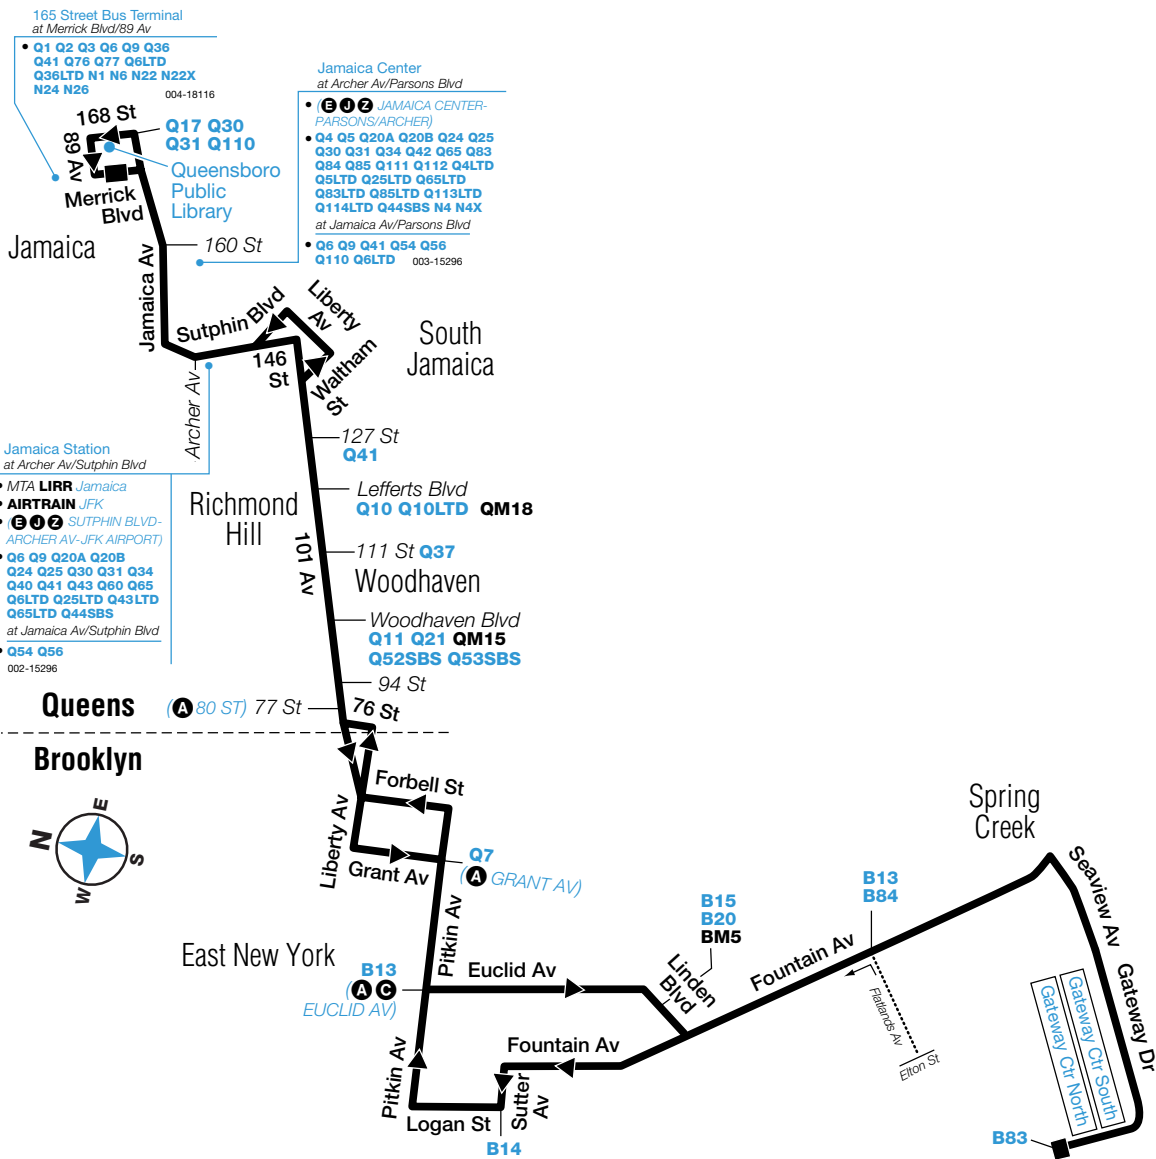 165 Street Bus Terminal
at Merrick Blvd/89 Av
• Q1 Q2 Q3 Q6 Q9 Q36
Q41 Q76 Q77 Q6LTD
Q36LTD N1 N6 N22 N22X
N24 N26
004-18116
168 St
89 Av
Merrick
Blvd
Q17 Q30
Q31 Q110
Queensboro
Public
Library
Jamaica Center
at Archer Av/Parsons Blvd
• (E J Z JAMAICA CENTER-
PARSONS/ARCHER)
• Q4 Q5 Q20A Q20B Q24 Q25
Q30 Q31 Q34 Q42 Q65 Q83
Q84 Q85 Q111 Q112 Q4LTD
Q5LTD Q25LTD Q65LTD
Q83LTD Q85LTD Q113LTD
Q114LTD Q44SBS N4 N4X
at Jamaica Av/Parsons Blvd
• Q6 Q9 Q41 Q54 Q56
Q110 Q6LTD
003-15296
Jamaica
160 St
Jamaica Av
Sutphin Blvd
Liberty
Av
146
St
Waltham
St
South
Jamaica
Archer Av
Jamaica Station
at Archer Av/Sutphin Blvd
• MTA LIRR Jamaica
• AIRTRAIN JFK
• (E J Z SUTPHIN BLVD-
ARCHER AV-JFK AIRPORT)
• Q6 Q9 Q20A Q20B
Q24 Q25 Q30 Q31 Q34
Q40 Q41 Q43 Q60 Q65
Q6LTD Q25LTD Q43LTD
Q65LTD Q44SBS
at Jamaica Av/Sutphin Blvd
• Q54 Q56
002-15296
127 St
Q41
Lefferts Blvd
Q10 Q10LTD QM18
Richmond
Hill
101 Av
111 St Q37
Woodhaven
Woodhaven Blvd
Q11 Q21 QM15
Q52SBS Q53SBS
94 St
Queens
(A 80 ST) 77 St
76 St
Brooklyn
N
E
S
W
Forbell St
Liberty Av
Grant Av
Q7
(A GRANT AV)
Pitkin Av
East New York
B13
(A C
EUCLID AV)
Euclid Av
B15
B20
BM5
Linden
Blvd
Fountain Av
B13
B84
Spring
Creek
Seaview Av
Gateway Dr
Flatlands Av
Elton St
Gateway Ctr South
Gateway Ctr North
B83
Fountain Av
Pitkin Av
Sutter
Av
Logan St
B14